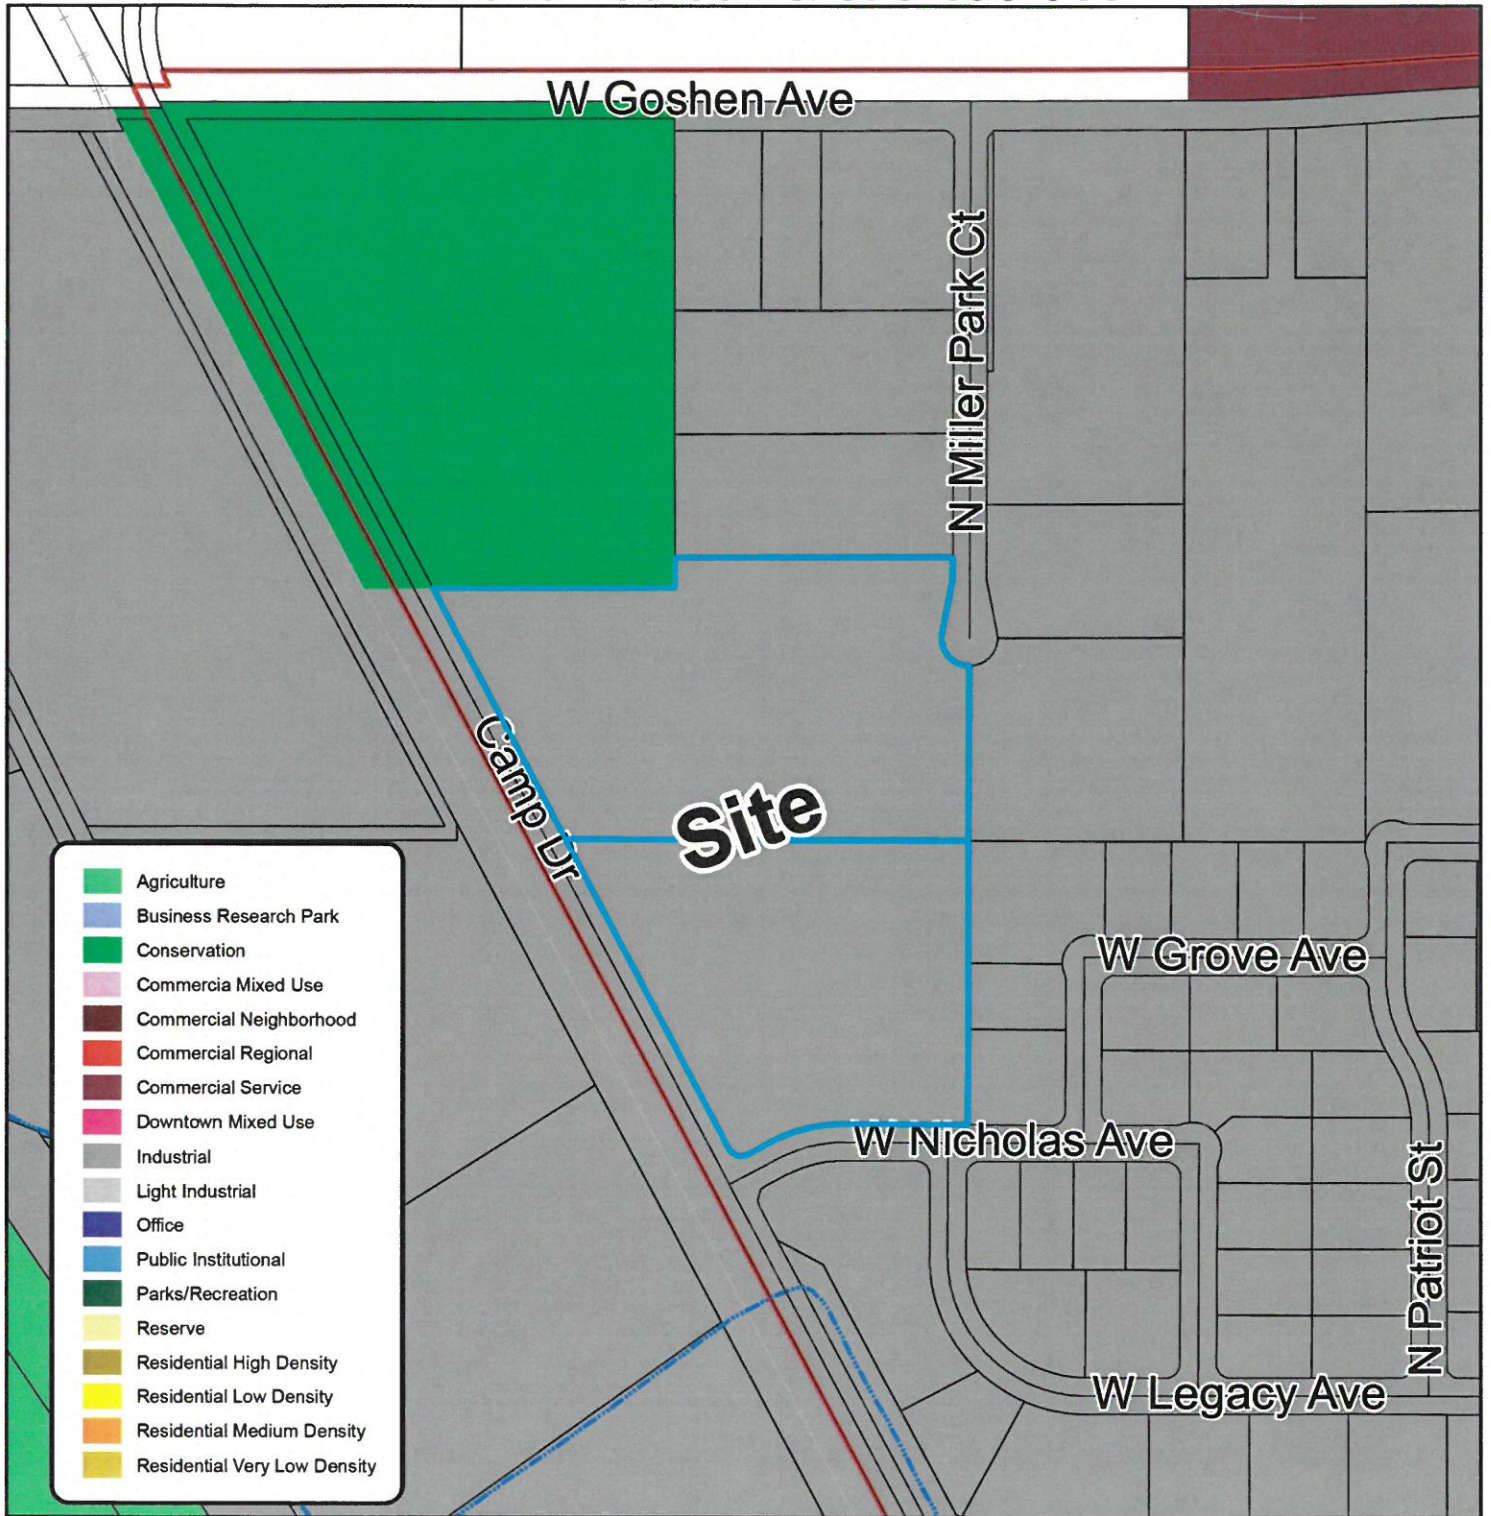 W Goshen Ave
N Miller Park Ct
Camp Dr
Site
W Grove Ave
W Nicholas Ave
N Patriot St
W Legacy Ave
Agriculture
Business Research Park
Conservation
Commercia Mixed Use
Commercial Neighborhood
Commercial Regional
Commercial Service
Downtown Mixed Use
Industrial
Light Industrial
Office
Public Institutional
Parks/Recreation
Reserve
Residential High Density
Residential Low Density
Residential Medium Density
Residential Very Low Density